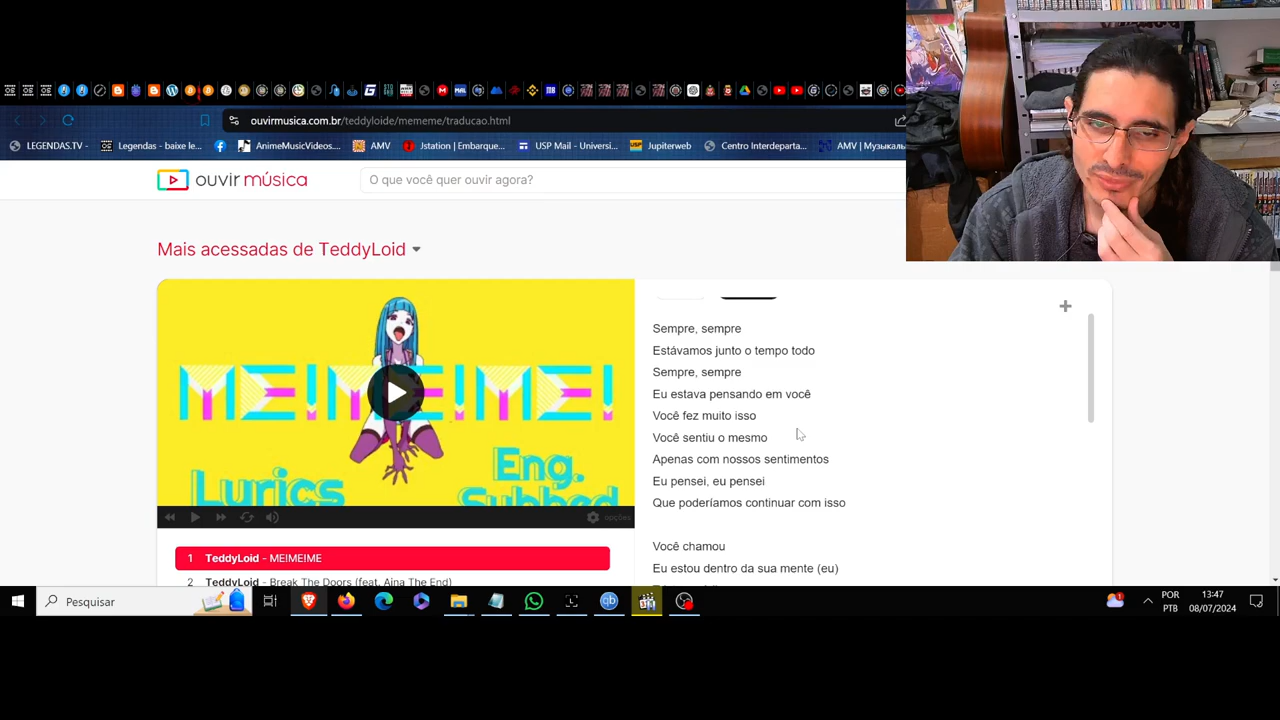 ouvirmusica.com.br/teddyloide/mememe/traducao.html
LEGENDAS.TV -
Legendas - baixe le...
AnimeMusicVideos....
AMV
Jstation | Embarque...
USP Mail - Universi...
Jupiterweb
Centro Interdeparta...
AMV | Музыкаль
ouvir música
O que você quer ouvir agora?
Mais acessadas de TeddyLoid
ME!ME!ME!
Lyrics
Eng.
Subbed
opções
1 TeddyLoid - MEIMEIME
2 TeddyLoid - Break The Doors (feat. Aina The End)
Sempre, sempre
Estávamos junto o tempo todo
Sempre, sempre
Eu estava pensando em você
Você fez muito isso
Você sentiu o mesmo
Apenas com nossos sentimentos
Eu pensei, eu pensei
Que poderíamos continuar com isso
Você chamou
Eu estou dentro da sua mente (eu)
Pesquisar
POR
PTB
13:47
08/07/2024